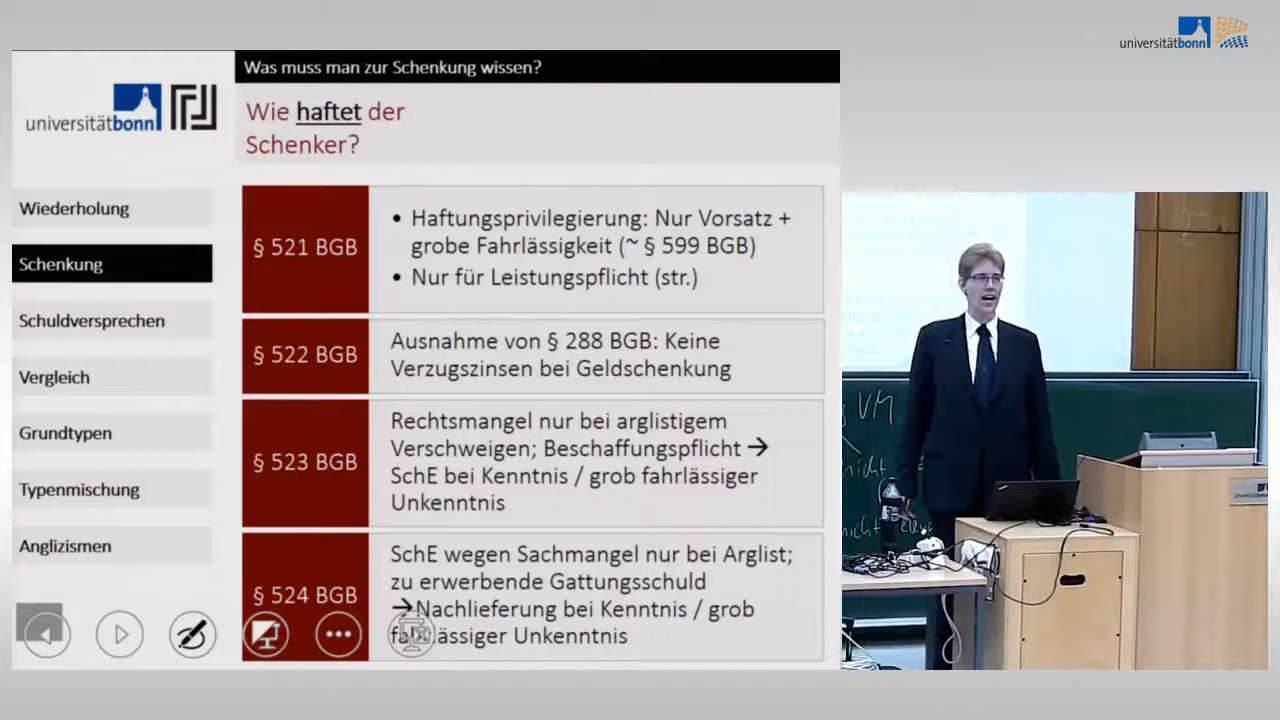 universitätbonn
Was muss man zur Schenkung wissen?
universitätbonn
Wie haftet der
Schenker?
Wiederholung
Schenkung
Schuldversprechen
Vergleich
Grundtypen
Typenmischung
Anglizismen
§ 521 BGB
• Haftungsprivilegierung: Nur Vorsatz +
grobe Fahrlässigkeit (~ § 599 BGB)
• Nur für Leistungspflicht (str.)
§ 522 BGB
Ausnahme von § 288 BGB: Keine
Verzugszinsen bei Geldschenkung
§ 523 BGB
Rechtsmangel nur bei arglistigem
Verschweigen; Beschaffungspflicht →
SchE bei Kenntnis / grob fahrlässiger
Unkenntnis
§ 524 BGB
SchE wegen Sachmangel nur bei Arglist;
zu erwerbende Gattungsschuld
→Nachlieferung bei Kenntnis / grob
fahrlässiger Unkenntnis
VM
nicht
nicht